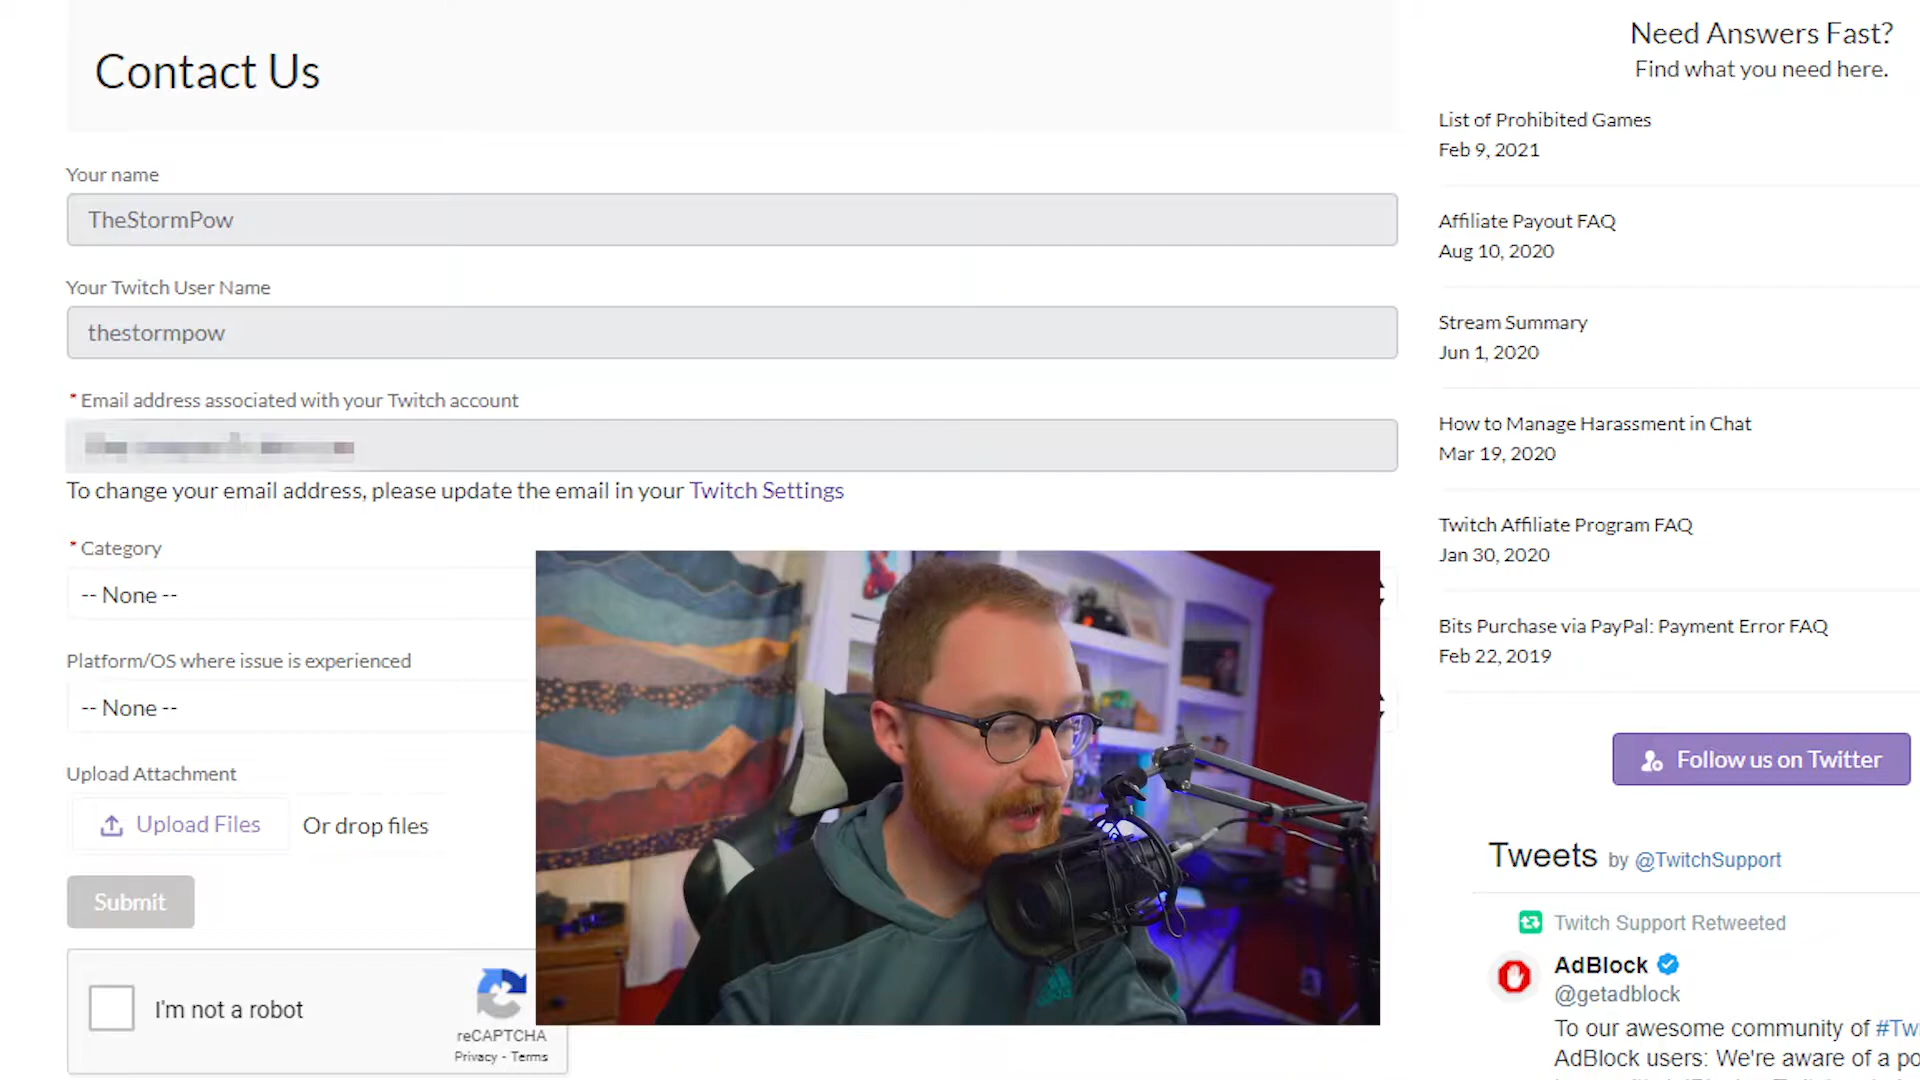 Contact Us
Your name
TheStormPow
Your Twitch User Name
thestormpow
* Email address associated with your Twitch account
To change your email address, please update the email in your Twitch Settings
* Category
-- None --
Platform/OS where issue is experienced
-- None --
Upload Attachment
Upload Files
Or drop files
Submit
I'm not a robot
reCAPTCHA
Privacy - Terms
Need Answers Fast?
Find what you need here.
List of Prohibited Games
Feb 9, 2021
Affiliate Payout FAQ
Aug 10, 2020
Stream Summary
Jun 1, 2020
How to Manage Harassment in Chat
Mar 19, 2020
Twitch Affiliate Program FAQ
Jan 30, 2020
Bits Purchase via PayPal: Payment Error FAQ
Feb 22, 2019
Follow us on Twitter
Tweets by @TwitchSupport
Twitch Support Retweeted
AdBlock
@getadblock
To our awesome community of #Tw
AdBlock users: We're aware of a po